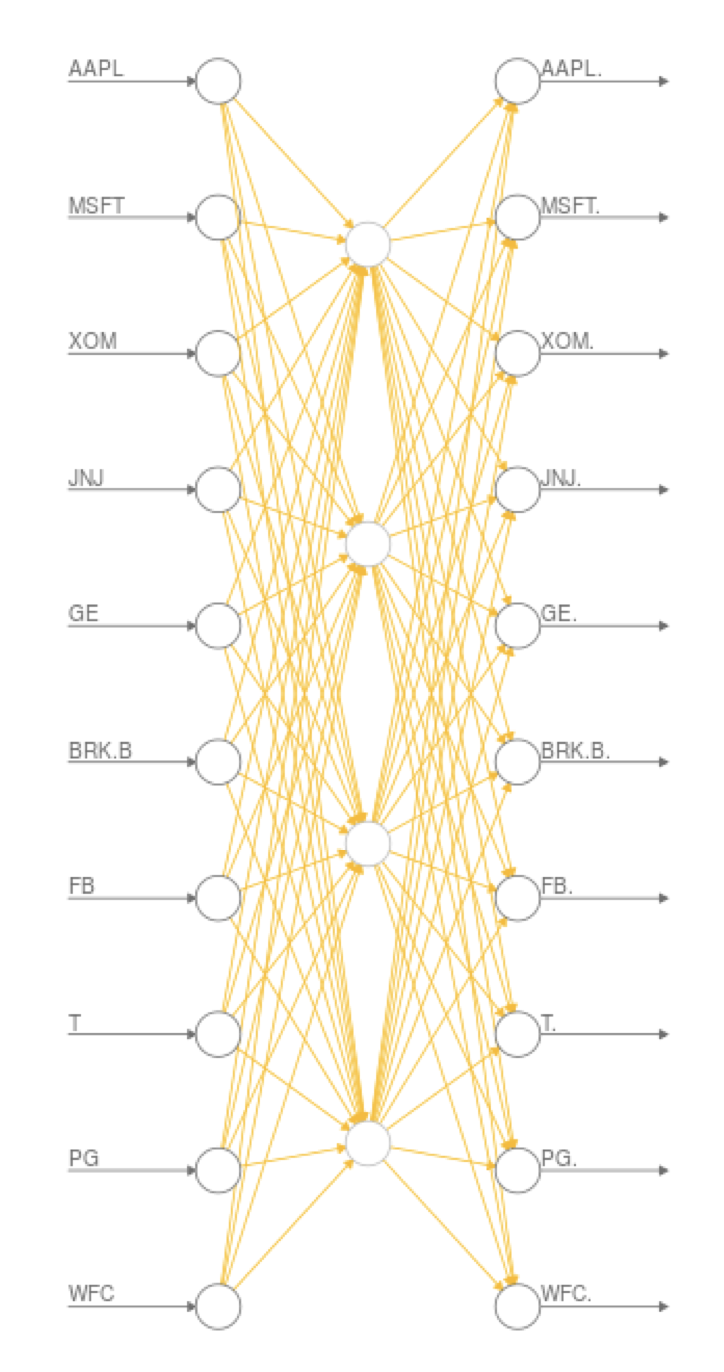 AAPL AAPL.
MSFT MSFT.
XOM XOM.
JNJ JNJ.
GE GE.
BRK.B BRK.B.
FB FB.
T T.
PG PG.
WFC WFC.